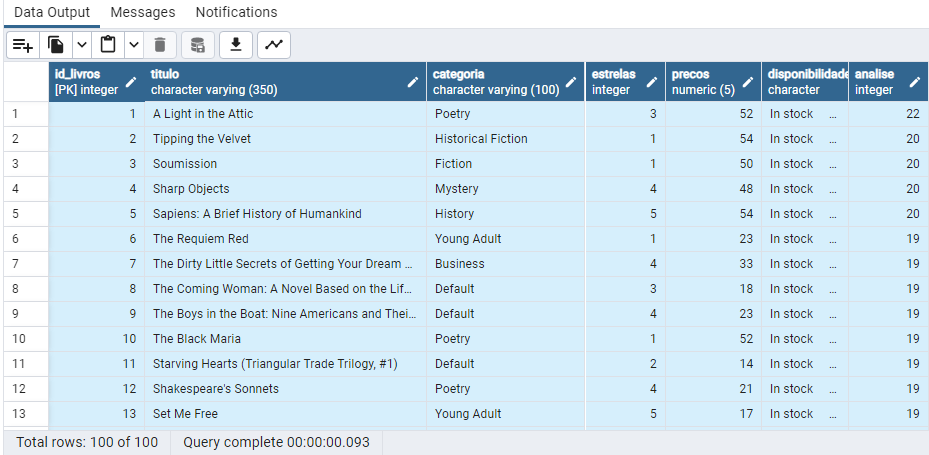 Data Output Messages Notifications
id_livros titulo categoria estrelas precos disponibilidade analise
[PK] integer character varying (350) character varying (100) integer numeric (5) character integer
1 1 A Light in the Attic Poetry 3 52 In stock ... 22
2 2 Tipping the Velvet Historical Fiction 1 54 In stock ... 20
3 3 Soumission Fiction 1 50 In stock ... 20
4 4 Sharp Objects Mystery 4 48 In stock ... 20
5 5 Sapiens: A Brief History of Humankind History 5 54 In stock ... 20
6 6 The Requiem Red Young Adult 1 23 In stock ... 19
7 7 The Dirty Little Secrets of Getting Your Dream ... Business 4 33 In stock ... 19
8 8 The Coming Woman: A Novel Based on the Lif... Default 3 18 In stock ... 19
9 9 The Boys in the Boat: Nine Americans and Thei... Default 4 23 In stock ... 19
10 10 The Black Maria Poetry 1 52 In stock ... 19
11 11 Starving Hearts (Triangular Trade Trilogy, #1) Default 2 14 In stock ... 19
12 12 Shakespeare's Sonnets Poetry 4 21 In stock ... 19
13 13 Set Me Free Young Adult 5 17 In stock ... 19
Total rows: 100 of 100 Query complete 00:00:00.093